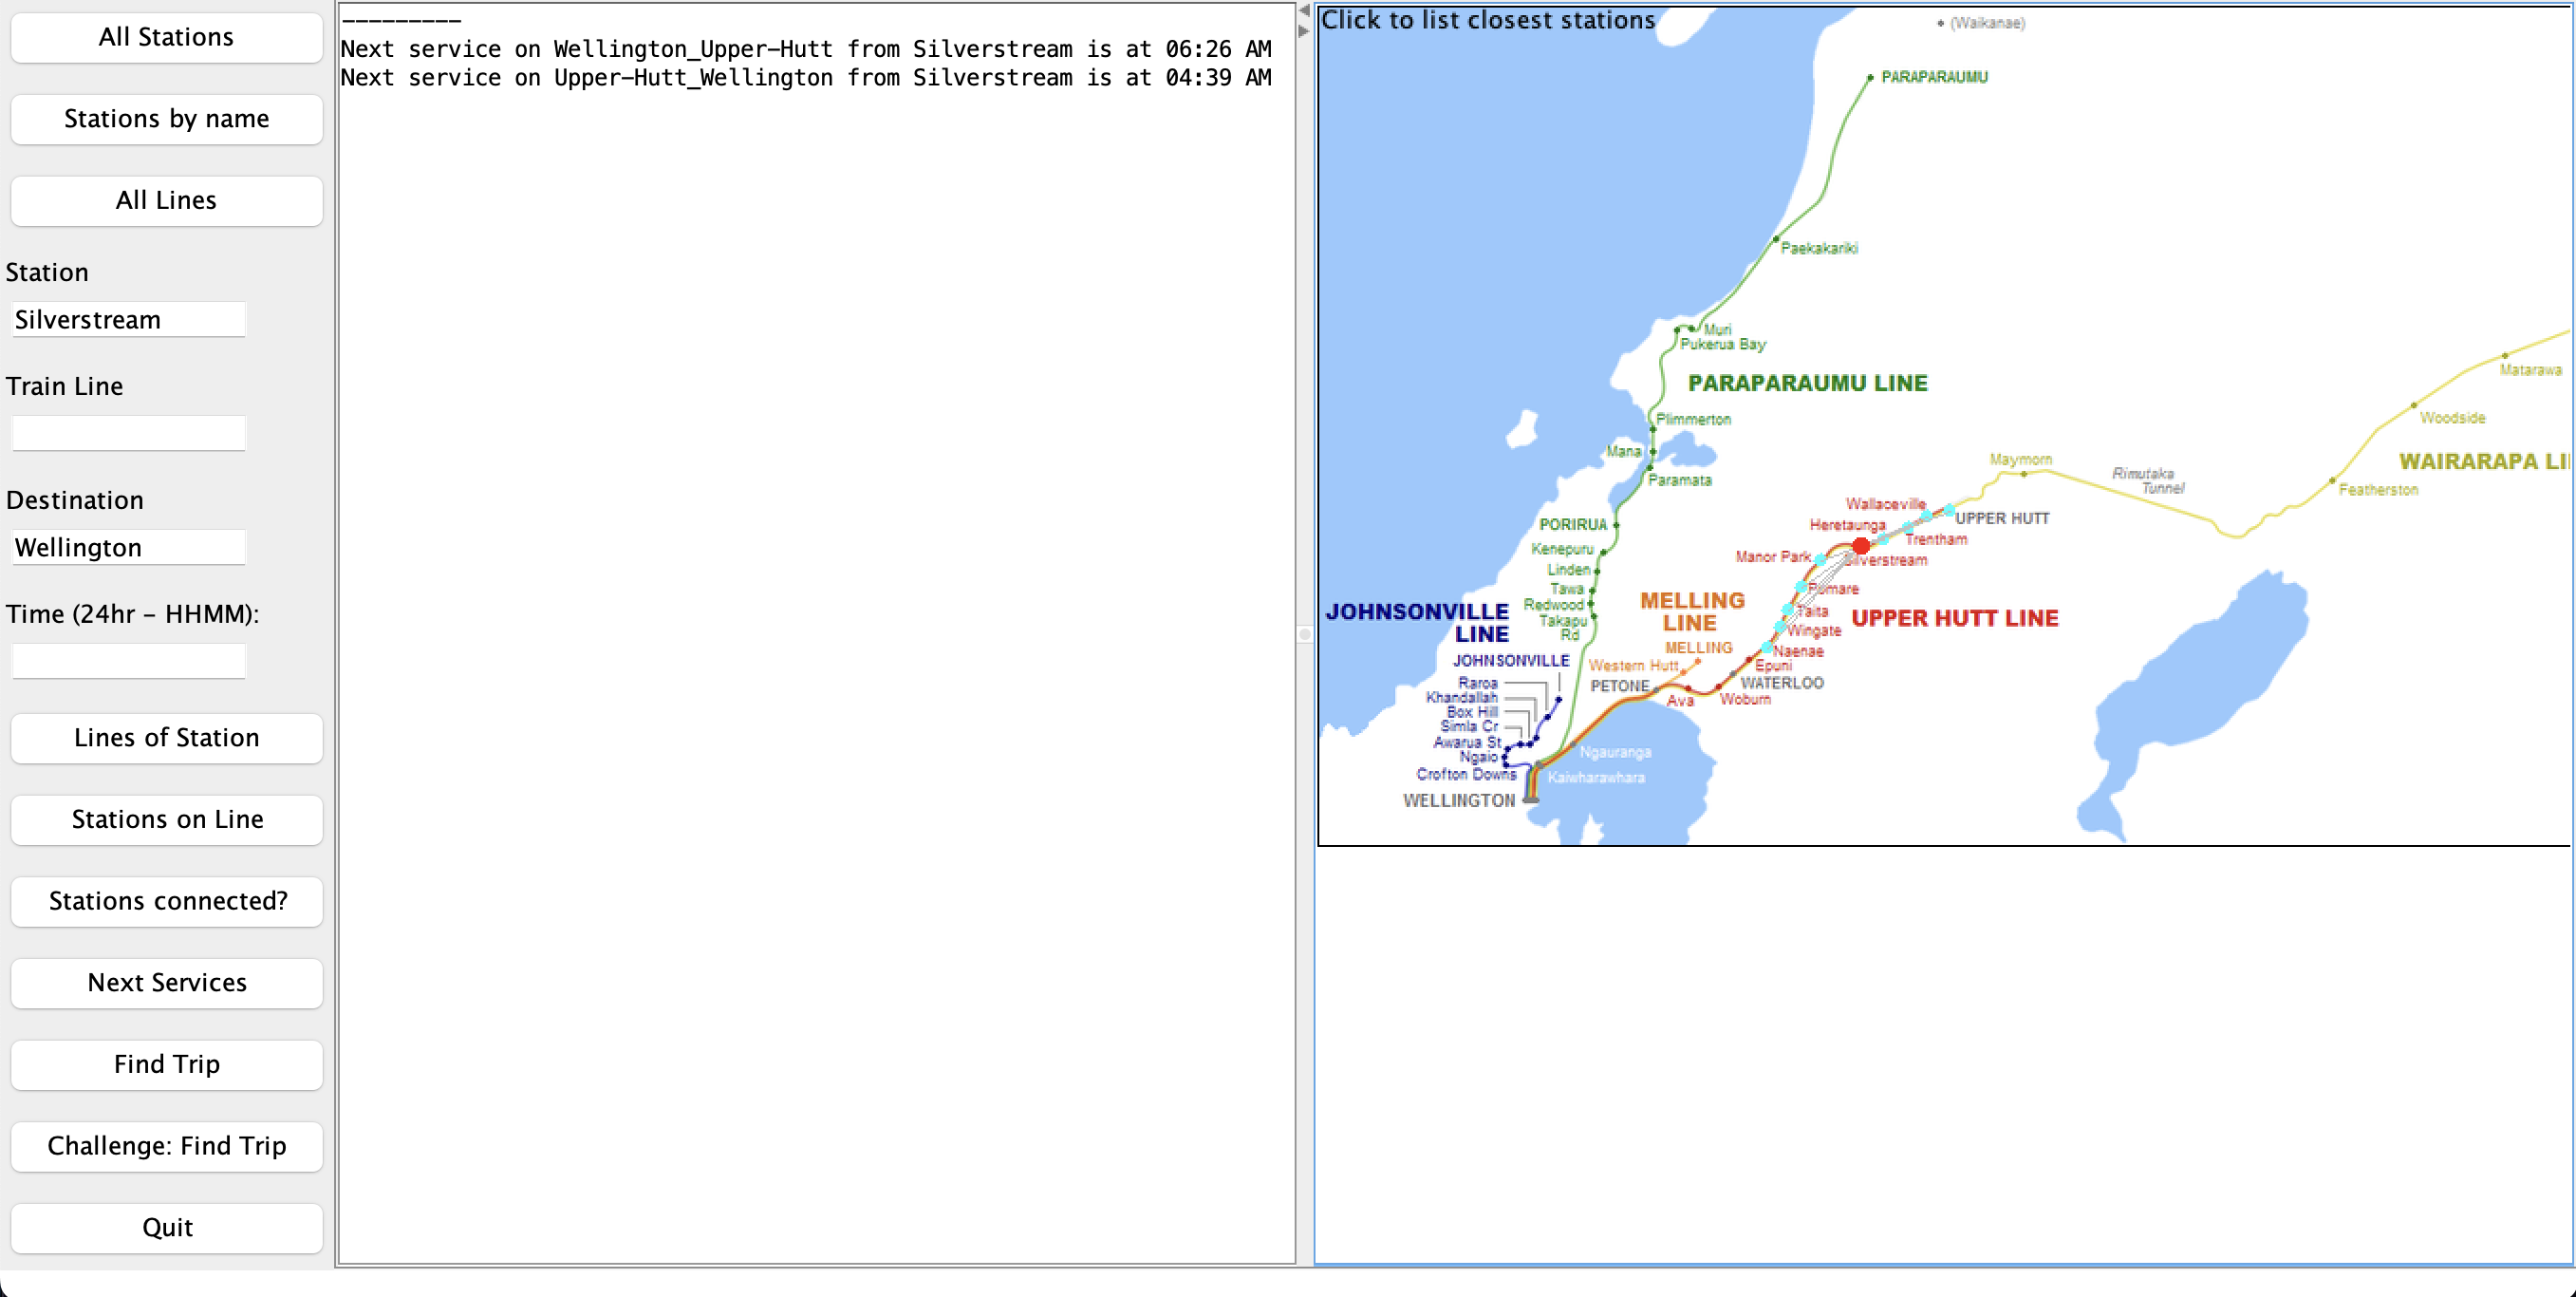 All Stations
Stations by name
All Lines
Station
Silverstream
Train Line
Destination
Wellington
Time (24hr – HHMM):
Lines of Station
Stations on Line
Stations connected?
Next Services
Find Trip
Challenge: Find Trip
Quit
–––––––––
Next service on Wellington_Upper–Hutt from Silverstream is at 06:26 AM
Next service on Upper–Hutt_Wellington from Silverstream is at 04:39 AM
Click to list closest stations
(Waikanae)
PARAPARAUMU
Paekakariki
Muri
Pukerua Bay
PARAPARAUMU LINE
Plimmerton
Mana
Paramata
PORIRUA
Kenepuru
Linden
Tawa
Redwood
Takapu
Rd
Matarawa
Woodside
WAIRARAPA LI
Featherston
Rimutaka
Tunnel
Maymorn
Wallaceville
UPPER HUTT
Heretaunga
Trentham
Manor Park
Silverstream
Pomare
Taita
Wingate
Naenae
Epuni
WATERLOO
Woburn
Ava
UPPER HUTT LINE
MELLING
LINE
MELLING
Western Hutt
PETONE
JOHNSONVILLE
LINE
JOHNSONVILLE
Raroa
Khandallah
Box Hill
Simla Cr
Awarua St
Ngaio
Crofton Downs
Ngauranga
Kaiwharawhara
WELLINGTON